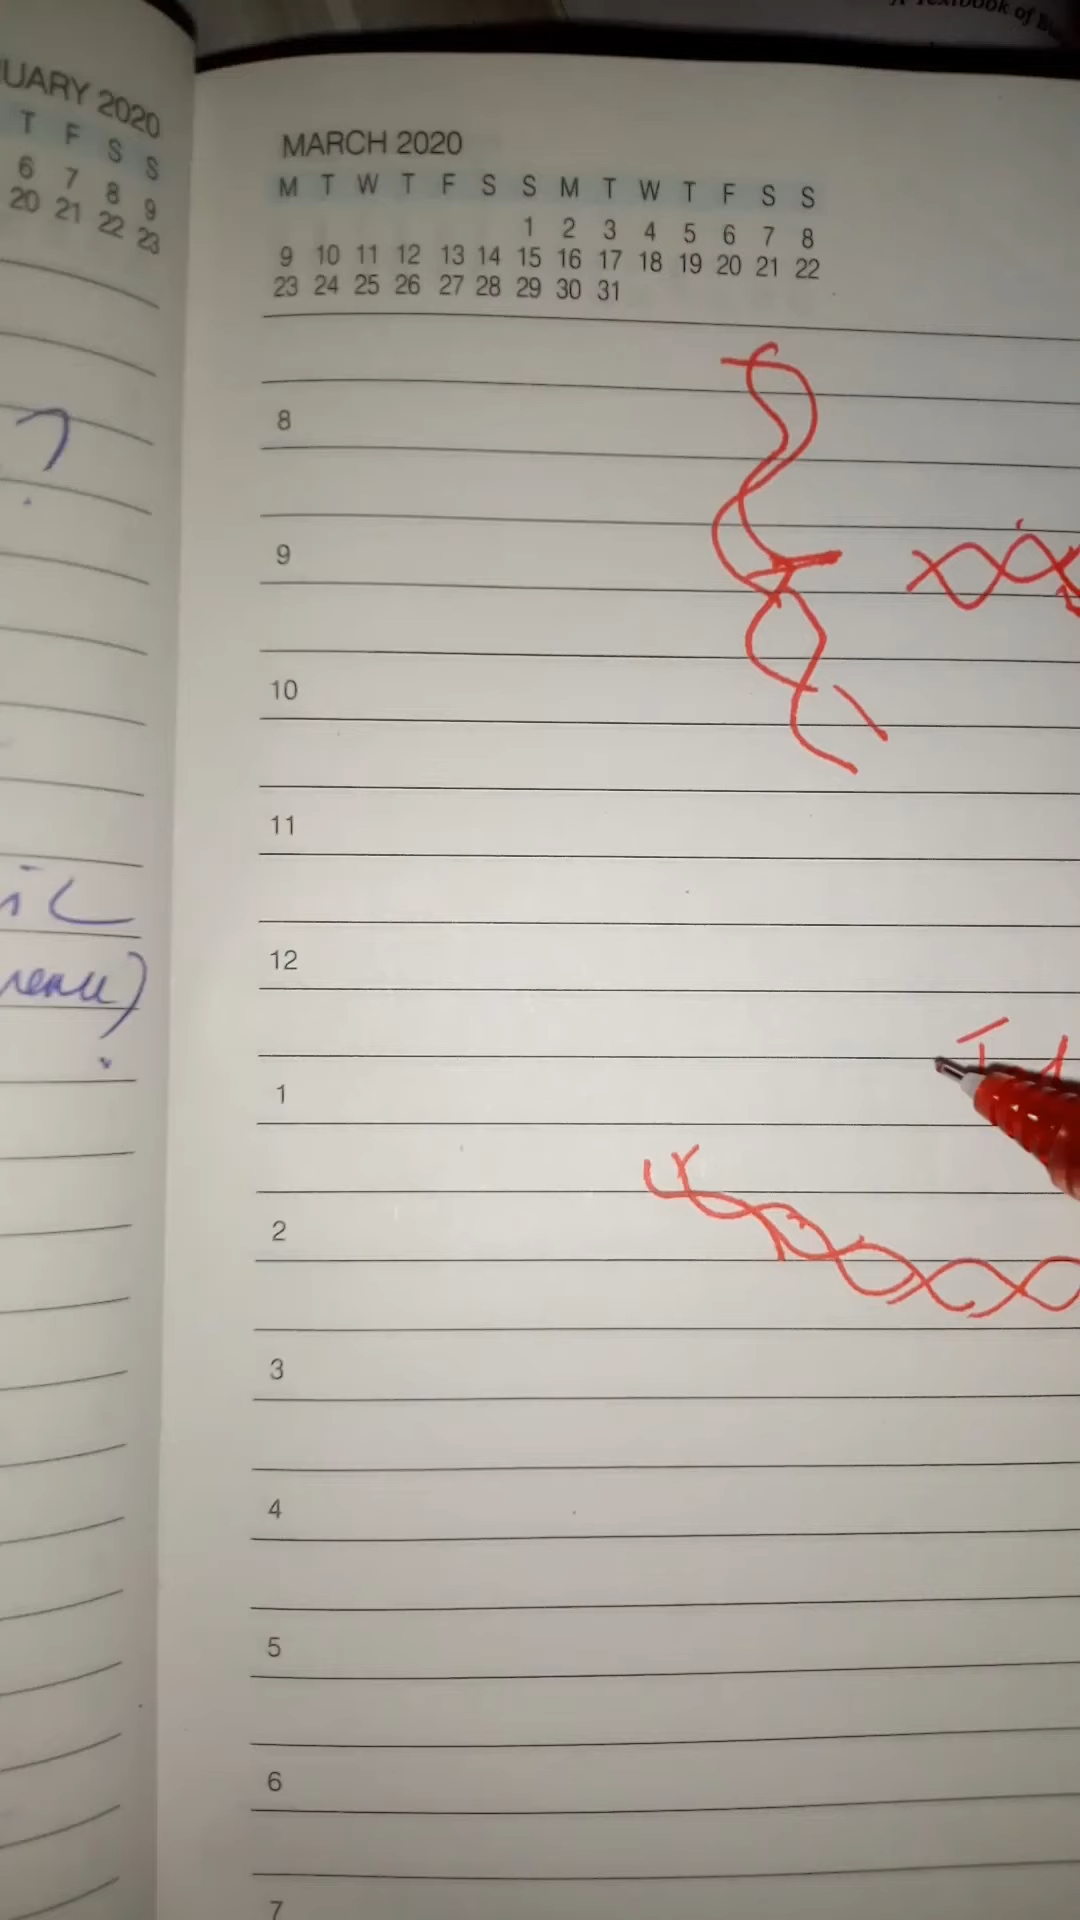 A Textbook of
UARY 2020
T F S S
6 7 8 9
20 21 22 23
MARCH 2020
M T W T F S S M T W T F S S
1 2 3 4 5 6 7 8
9 10 11 12 13 14 15 16 17 18 19 20 21 22
23 24 25 26 27 28 29 30 31
8
9
10
11
12
1
2
3
4
5
6
7